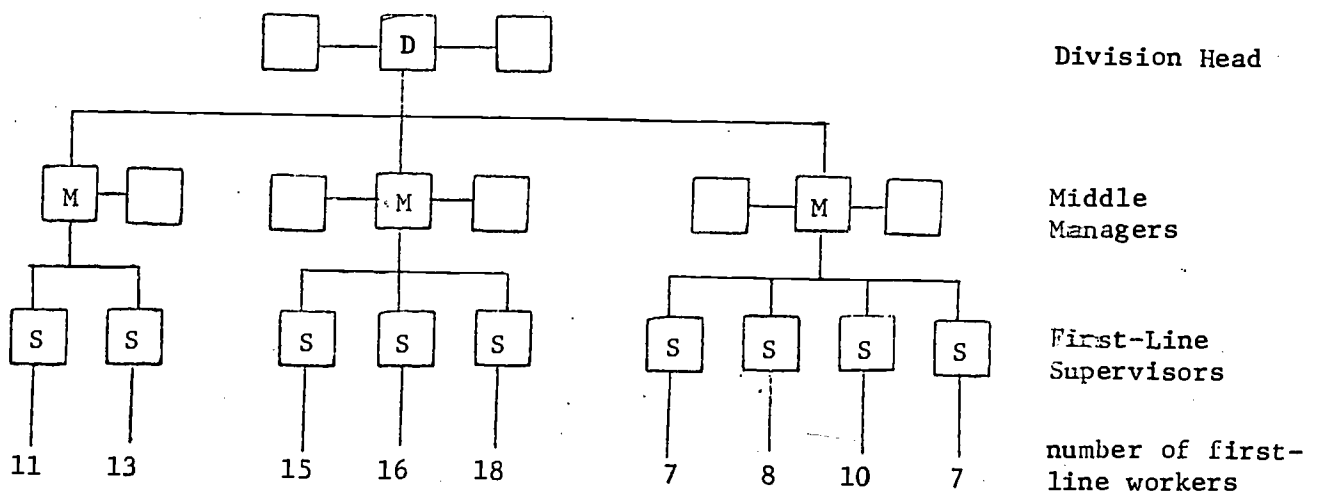 D
Division Head
M
M
M
Middle
Managers
S
S
S
S
S
S
S
S
S
First-Line
Supervisors
11
13
15
16
18
7
8
10
7
number of first-
line workers